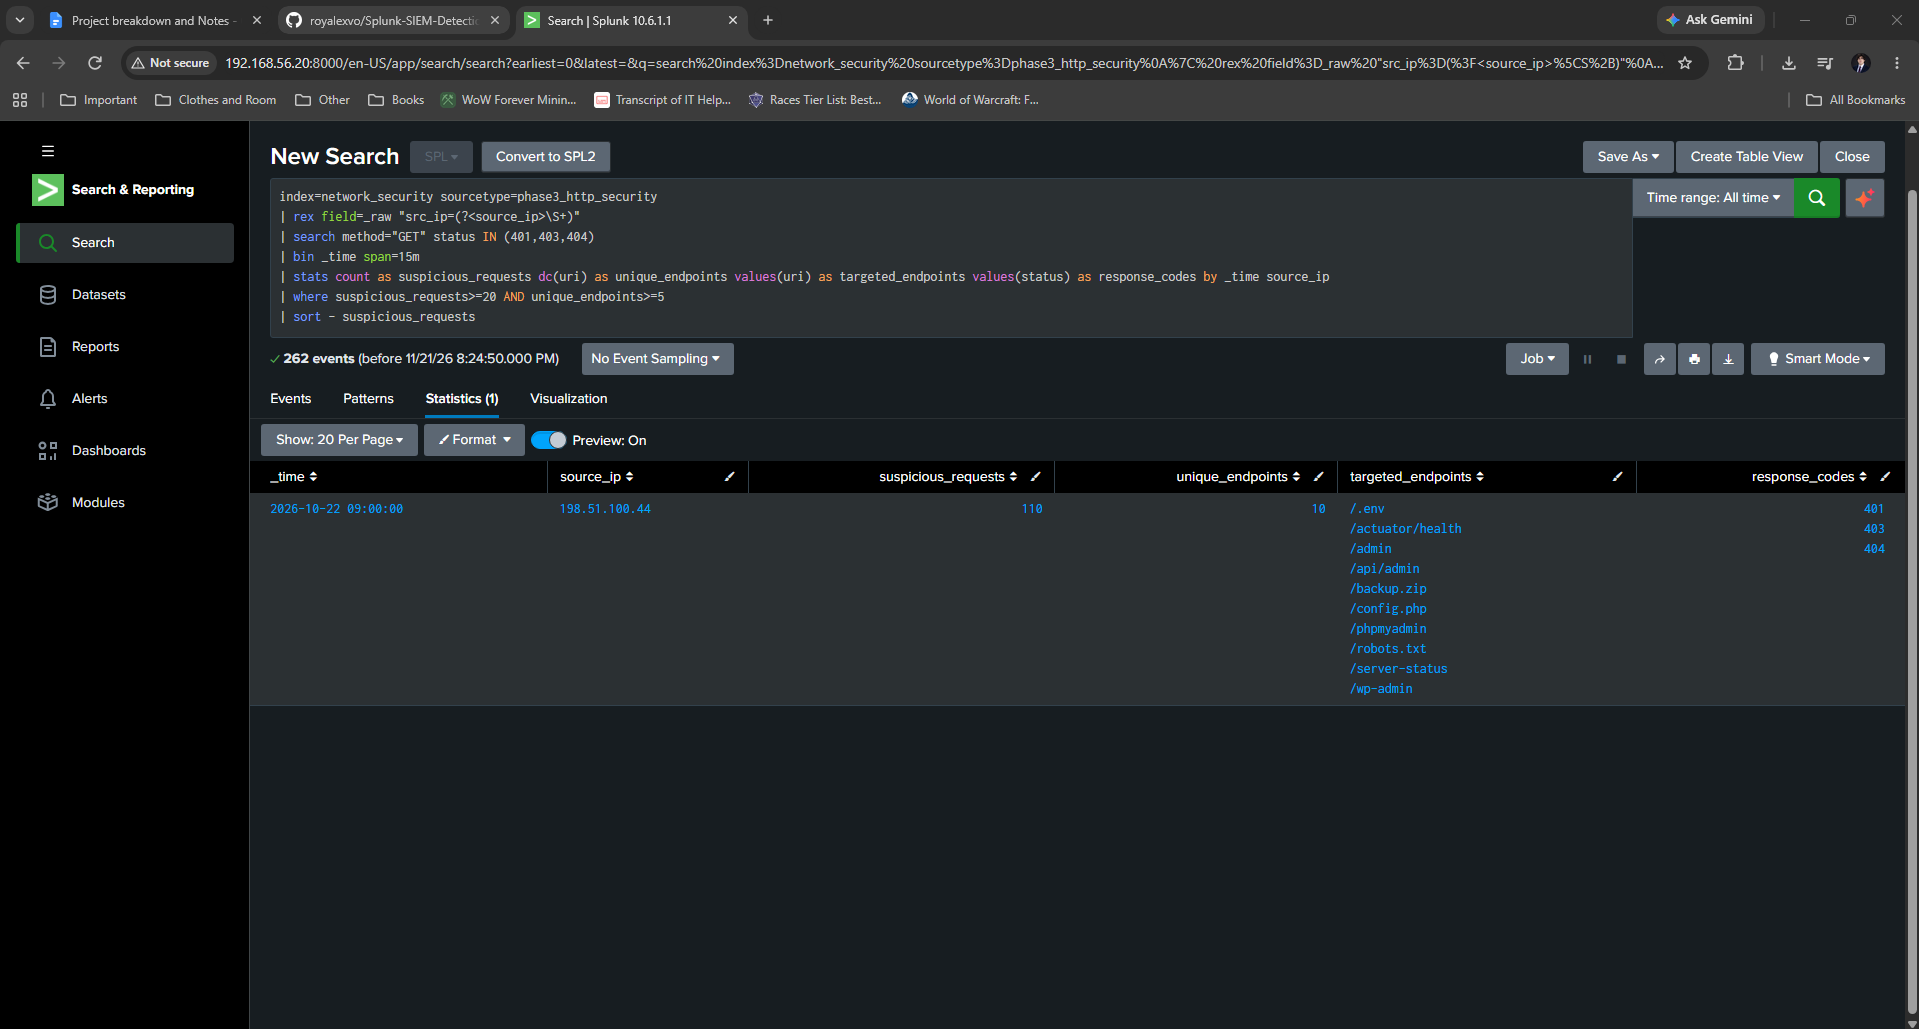 Project breakdown and Notes -
royalexvo/Splunk-SIEM-Detecti
Search | Splunk 10.6.1.1
Ask Gemini
Not secure
192.168.56.20:8000/en-US/app/search/search?earliest=0&latest=&q=search%20index%3Dnetwork_security%20sourcetype%3Dphase3_http_security%0A%7C%20rex%20field%3D_raw%20"src_ip%3D(%3F<source_ip>%5CS%2B)"%0A...
Important
Clothes and Room
Other
Books
WoW Forever Minin...
Transcript of IT Help...
Races Tier List: Best...
World of Warcraft: F...
All Bookmarks
Search & Reporting
Search
Datasets
Reports
Alerts
Dashboards
Modules
New Search
SPL
Convert to SPL2
Save As
Create Table View
Close
index=network_security sourcetype=phase3_http_security
| rex field=_raw "src_ip=(?<source_ip>\S+)"
| search method="GET" status IN (401,403,404)
| bin _time span=15m
| stats count as suspicious_requests dc(uri) as unique_endpoints values(uri) as targeted_endpoints values(status) as response_codes by _time source_ip
| where suspicious_requests>=20 AND unique_endpoints>=5
| sort - suspicious_requests
Time range: All time
262 events (before 11/21/26 8:24:50.000 PM)
No Event Sampling
Job
Smart Mode
Events
Patterns
Statistics (1)
Visualization
Show: 20 Per Page
Format
Preview: On
_time
source_ip
suspicious_requests
unique_endpoints
targeted_endpoints
response_codes
2026-10-22 09:00:00
198.51.100.44
110
10
/.env
/actuator/health
/admin
/api/admin
/backup.zip
/config.php
/phpmyadmin
/robots.txt
/server-status
/wp-admin
401
403
404